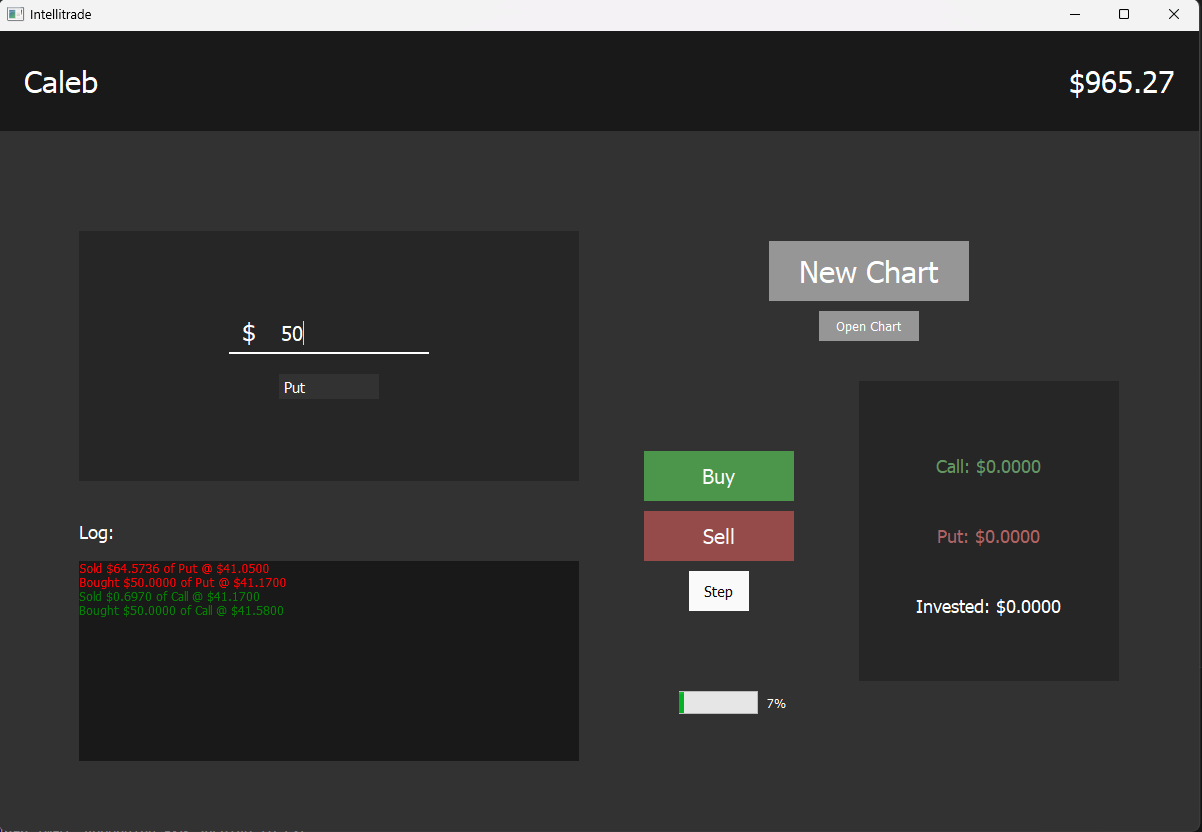 Intellitrade
Caleb
$965.27
$ 50
Put
New Chart
Open Chart
Buy
Sell
Step
Call: $0.0000
Put: $0.0000
Invested: $0.0000
Log:
Sold $64.5736 of Put @ $41.0500
Bought $50.0000 of Put @ $41.1700
Sold $0.6970 of Call @ $41.1700
Bought $50.0000 of Call @ $41.5800
7%